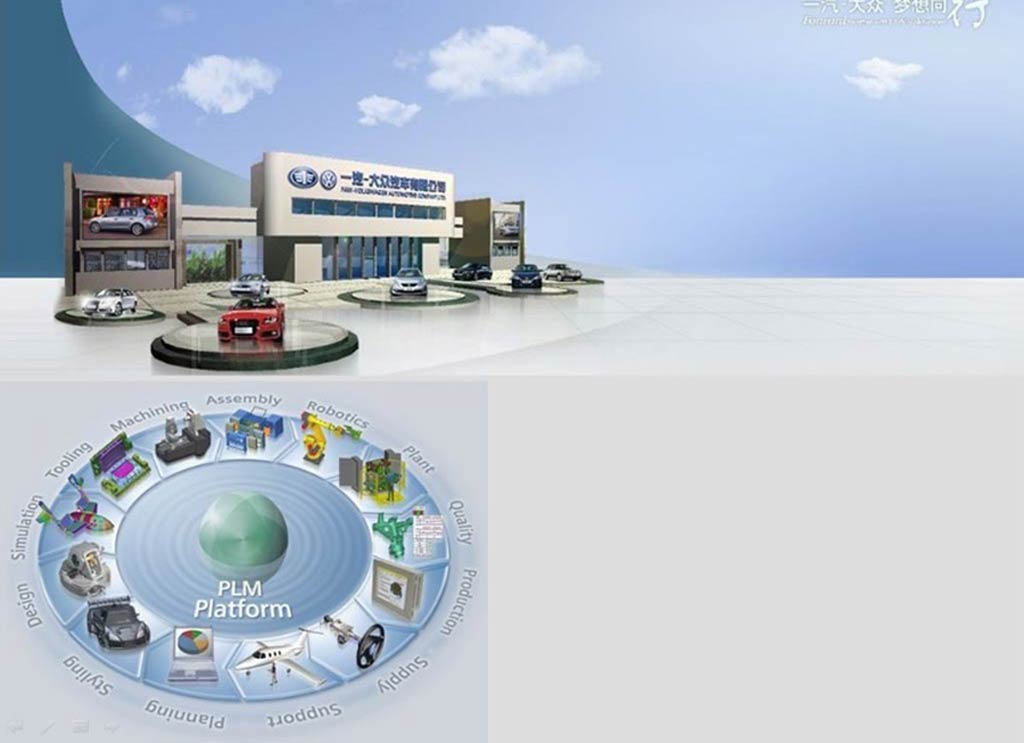 一汽-大众 梦想同行
一汽-大众汽车有限公司
FAW-VOLKSWAGEN AUTOMOTIVE COMPANY LTD.
Assembly
Robotics
Plant
Quality
Production
Supply
Support
Planning
Styling
Design
Simulation
Tooling
Machining
PLM
Platform